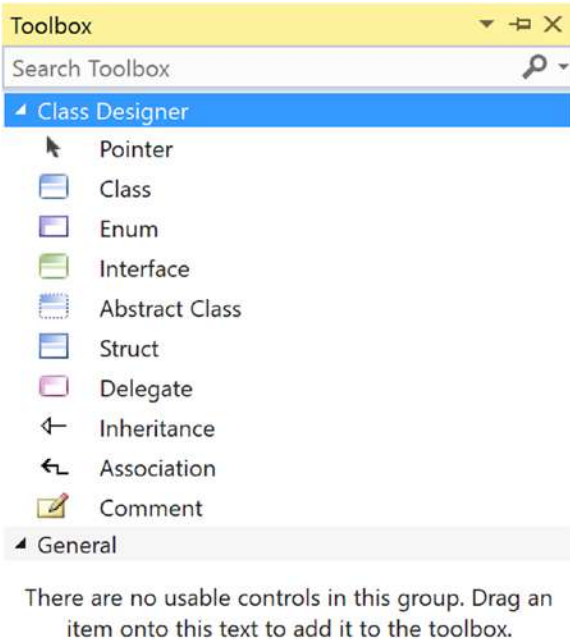 Toolbox
Search Toolbox
Class Designer
Pointer
Class
Enum
Interface
Abstract Class
Struct
Delegate
Inheritance
Association
Comment
General
There are no usable controls in this group. Drag an
item onto this text to add it to the toolbox.